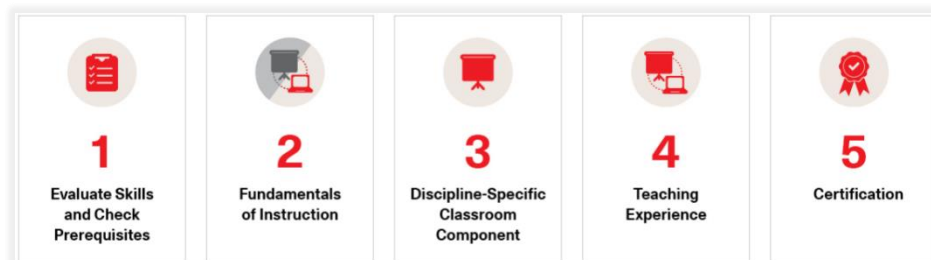 1
Evaluate Skills
and Check
Prerequisites
2
Fundamentals
of Instruction
3
Discipline-Specific
Classroom
Component
4
Teaching
Experience
5
Certification